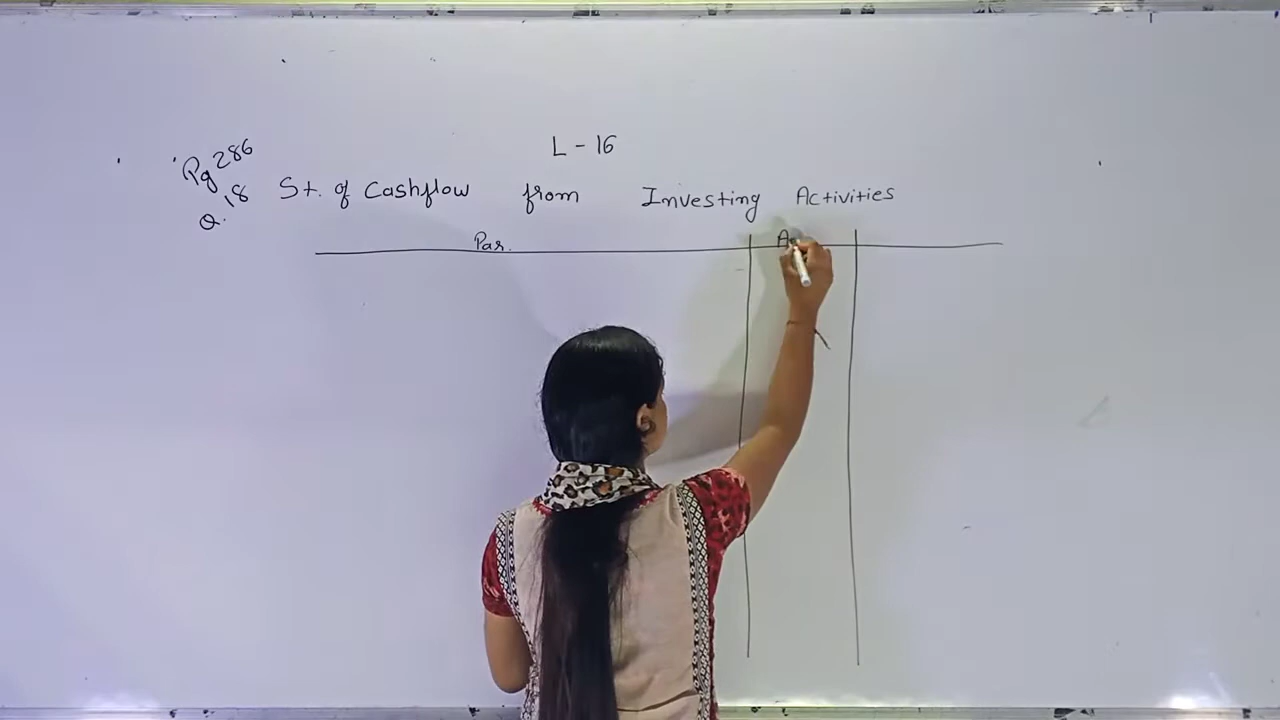 L - 16
Pg 286
Q. 18
St. of Cashflow from Investing Activities
Par.